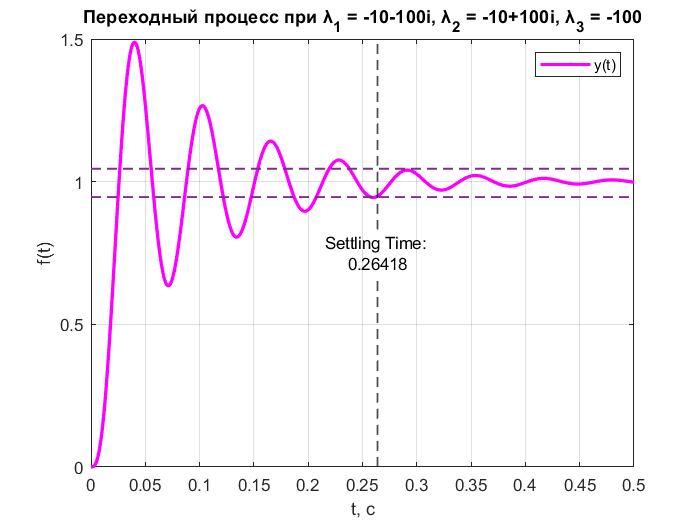 Переходный процесс при λ₁ = -10-100i, λ₂ = -10+100i, λ₃ = -100
y(t)
1.5
1
0.5
0
f(t)
Settling Time:
0.26418
0 0.05 0.1 0.15 0.2 0.25 0.3 0.35 0.4 0.45 0.5
t, c